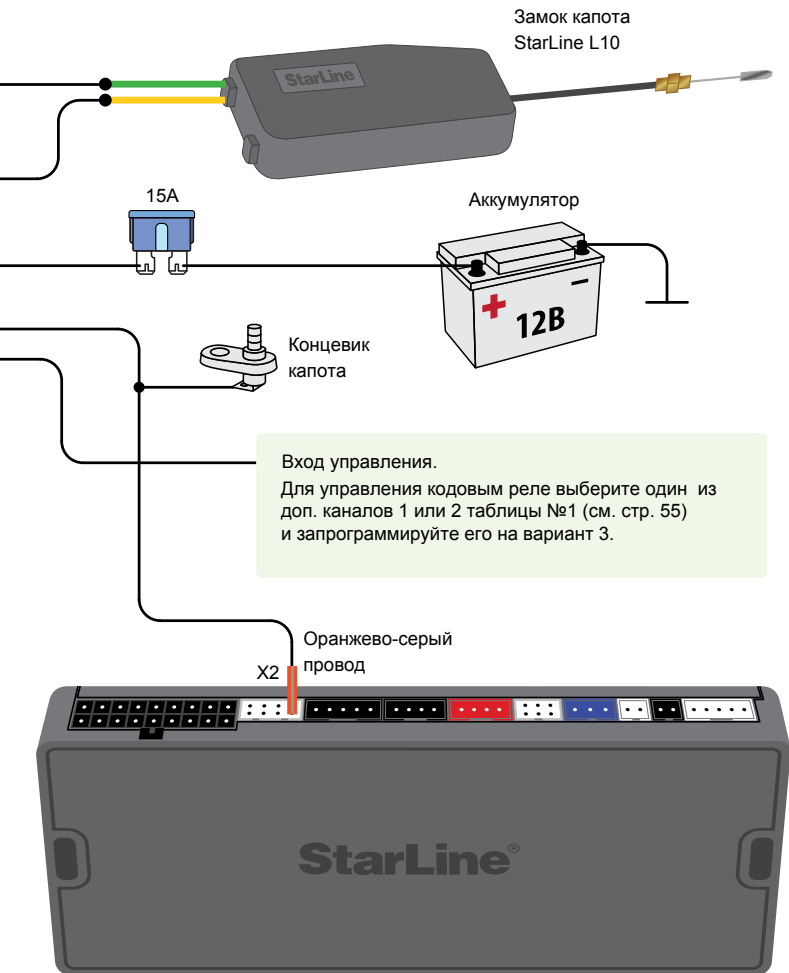 Замок капота
StarLine L10
StarLine
15А
Аккумулятор
12В
Концевик
капота
Вход управления.
Для управления кодовым реле выберите один из
доп. каналов 1 или 2 таблицы №1 (см. стр. 55)
и запрограммируйте его на вариант 3.
Оранжево-серый
X2 провод
StarLine®